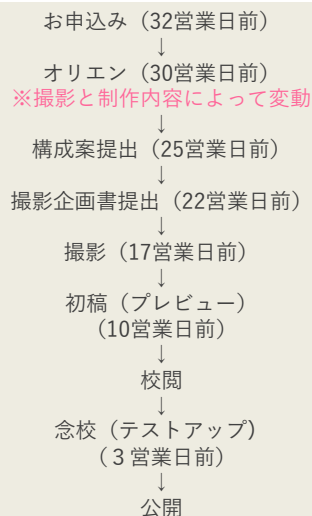 お申込み（32営業日前）
↓
オリエン（30営業日前）
※撮影と制作内容によって変動
↓
構成案提出（25営業日前）
↓
撮影企画書提出（22営業日前）
↓
撮影（17営業日前）
↓
初稿（プレビュー）
（10営業日前）
↓
校閲
↓
念校（テストアップ）
（３営業日前）
↓
公開